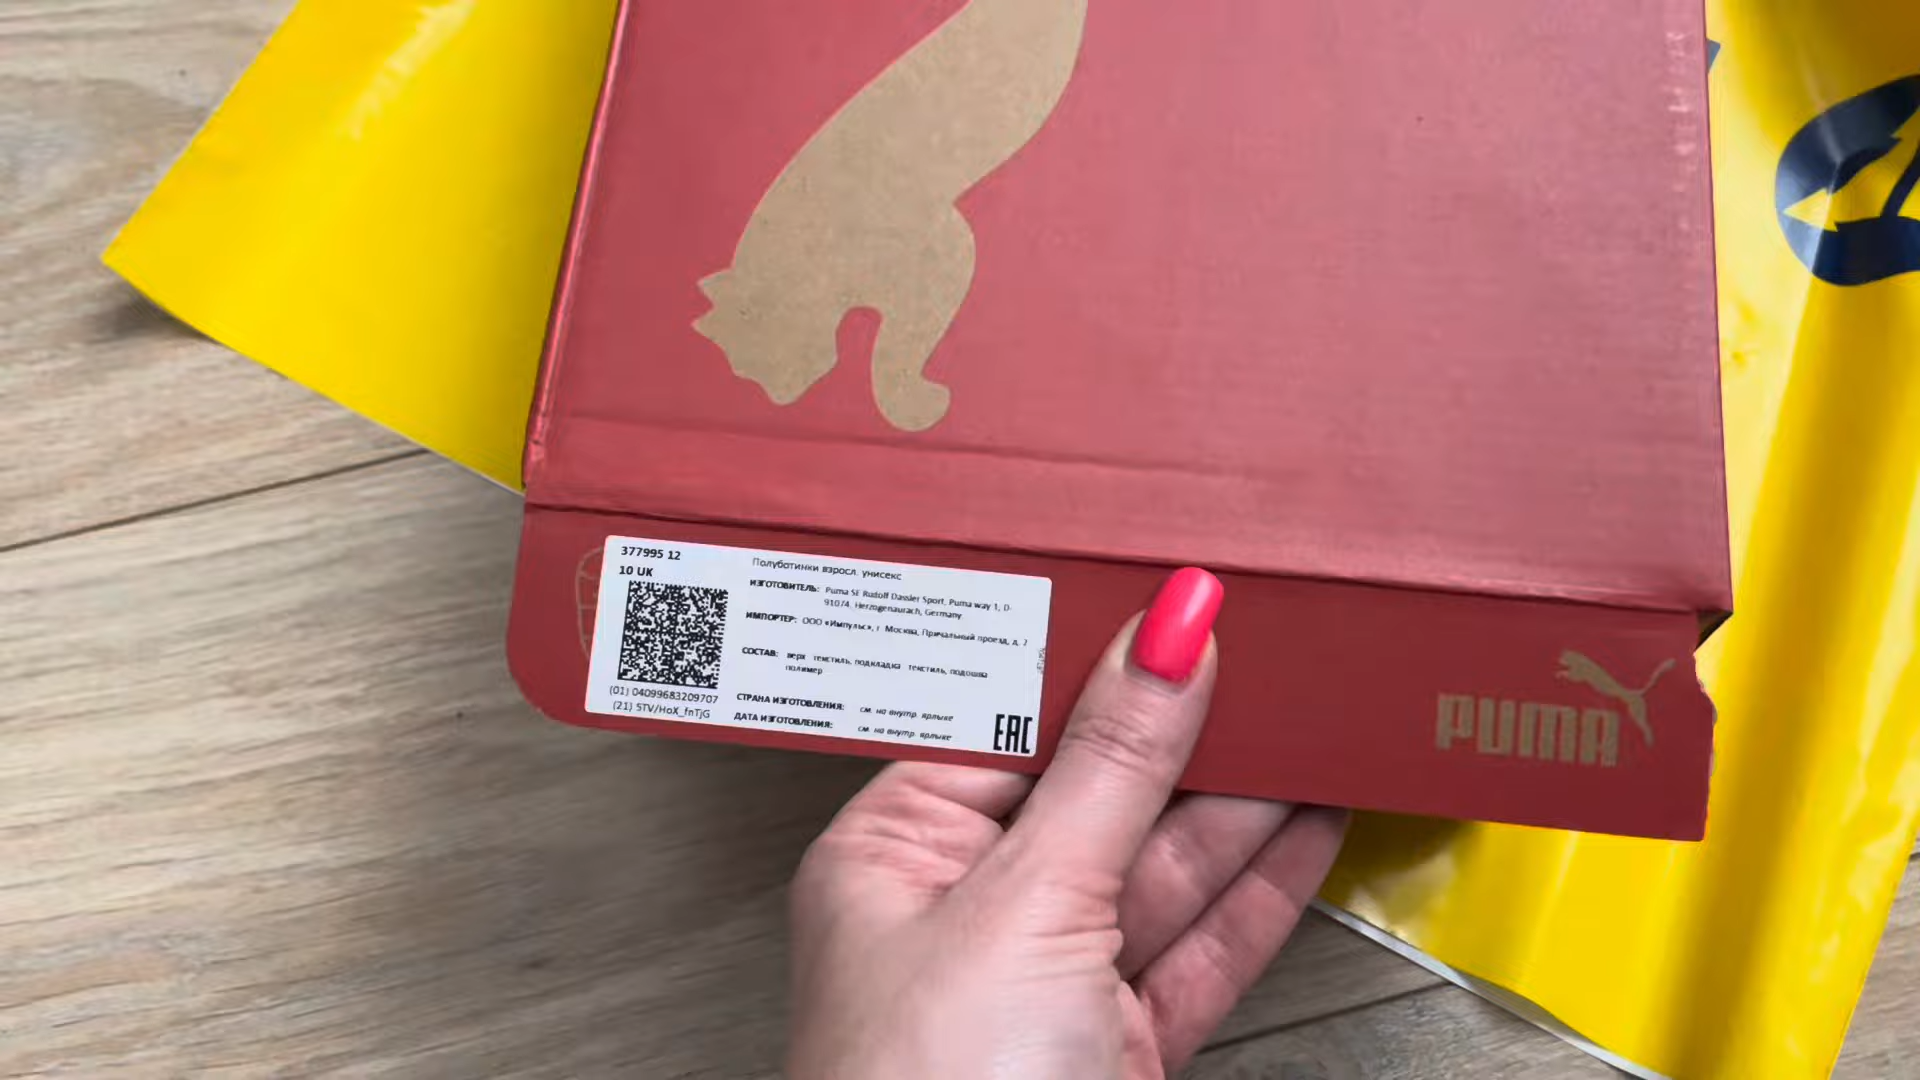 377995 12
10 UK
(01) 04099683209707
(21) 5TV/HoX_fnTjG
Полуботинки взросл. унисекс
ИЗГОТОВИТЕЛЬ: Puma SE Rudolf Dassler Sport, Puma way 1, D-
91074, Herzogenaurach, Germany
ИМПОРТЕР: ООО «Импульс», г. Москва, Причальный проезд, д. 2
СОСТАВ: верх текстиль, подкладка текстиль, подошва
полимер
СТРАНА ИЗГОТОВЛЕНИЯ: см. на внутр. ярлыке
ДАТА ИЗГОТОВЛЕНИЯ: см. на внутр. ярлыке
EAC
PUMA